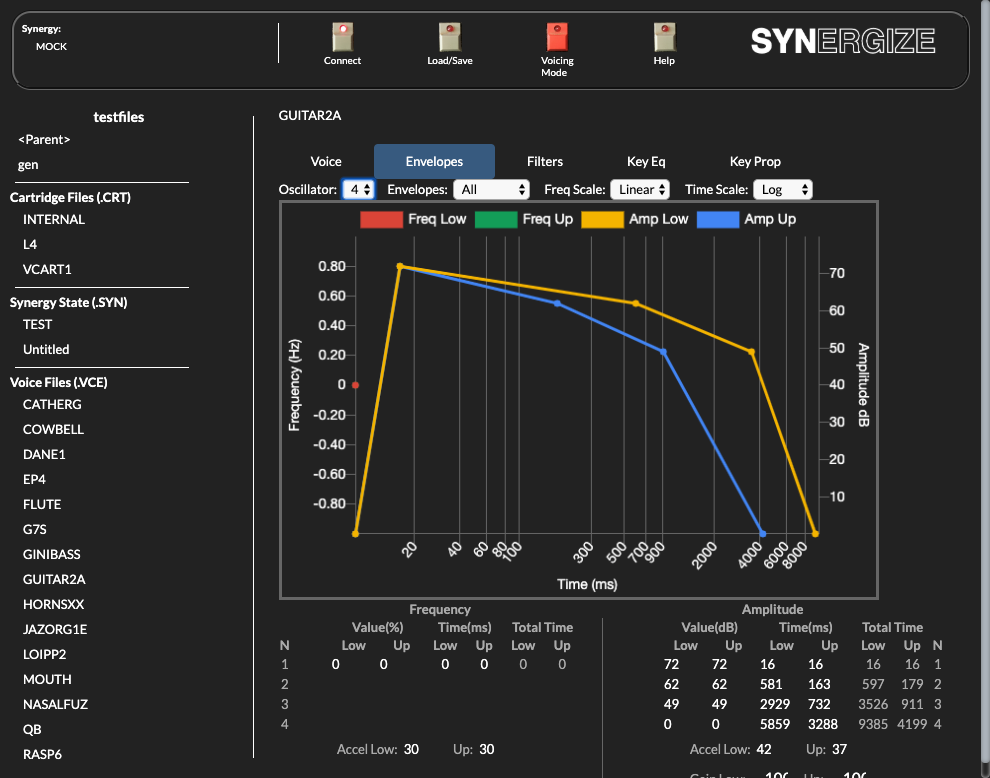 Synergy:
MOCK
Connect
Load/Save
Voicing
Mode
Help
SYNERGIZE
testfiles
<Parent>
gen
Cartridge Files (.CRT)
INTERNAL
L4
VCART1
Synergy State (.SYN)
TEST
Untitled
Voice Files (.VCE)
CATHERG
COWBELL
DANE1
EP4
FLUTE
G7S
GINIBASS
GUITAR2A
HORNSXX
JAZORG1E
LOIPP2
MOUTH
NASALFUZ
QB
RASP6
GUITAR2A
Voice Envelopes Filters Key Eq Key Prop
Oscillator: 4 Envelopes: All Freq Scale: Linear Time Scale: Log
Freq Low Freq Up Amp Low Amp Up
Frequency (Hz)
0.80
0.60
0.40
0.20
0
-0.20
-0.40
-0.60
-0.80
70
60
50
40
30
20
10
Amplitude dB
20 40 60 80 100 300 500 700 900 2000 4000 6000 8000
Time (ms)
Frequency Amplitude
Value(%) Time(ms) Total Time Value(dB) Time(ms) Total Time
N Low Up Low Up Low Up Low Up Low Up Low Up N
1 0 0 0 0 0 0 72 72 16 16 16 16 1
2 62 62 581 163 597 179 2
3 49 49 2929 732 3526 911 3
4 0 0 5859 3288 9385 4199 4
Accel Low: 30 Up: 30 Accel Low: 42 Up: 37